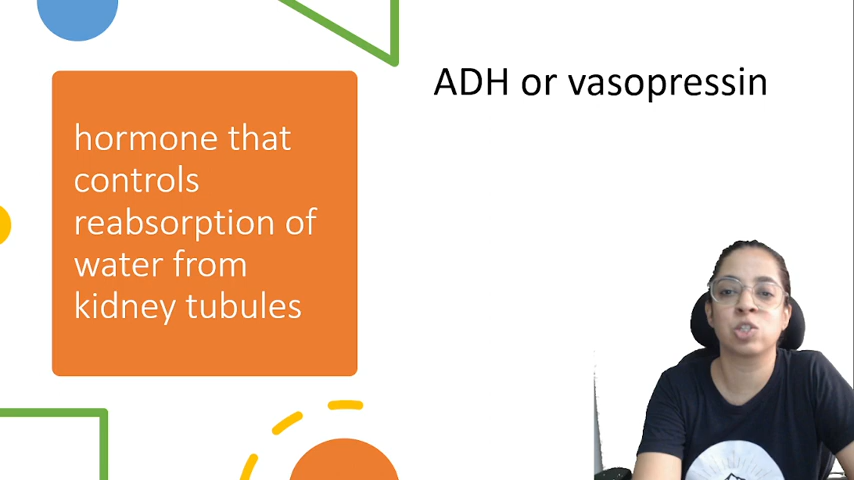 hormone that
controls
reabsorption of
water from
kidney tubules
ADH or vasopressin